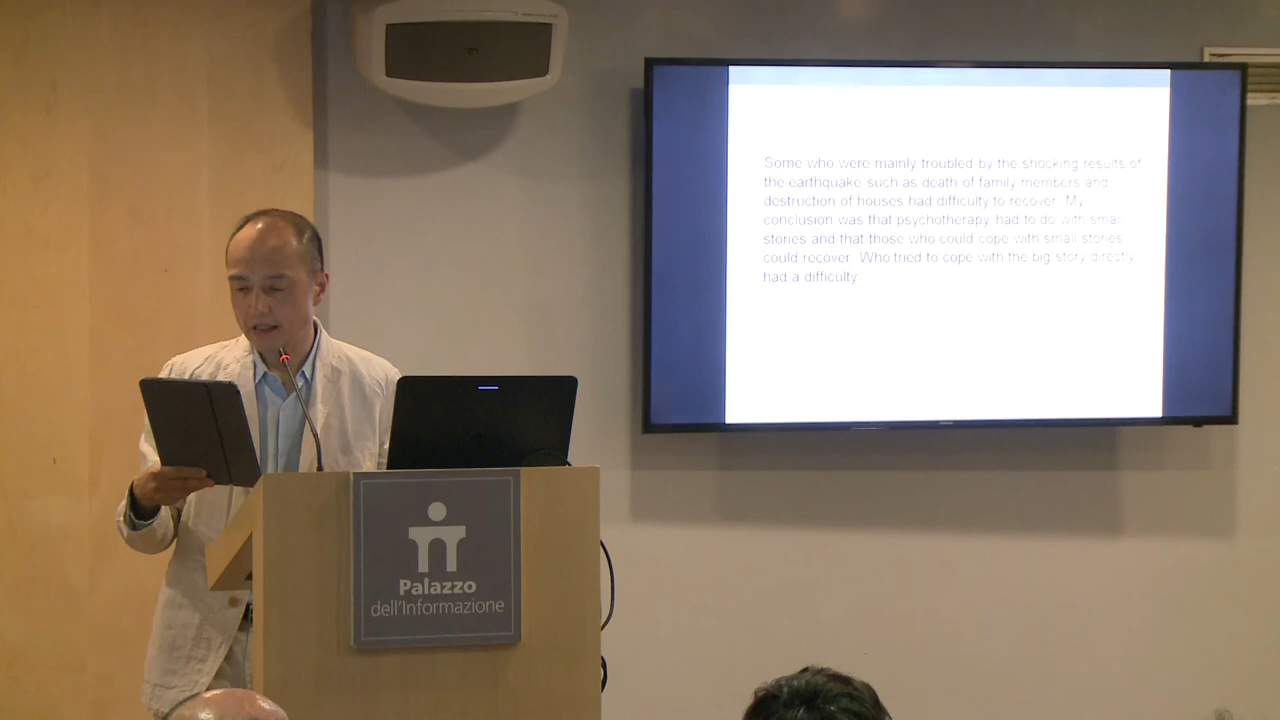 Some who were mainly troubled by the shocking results of
the earthquake such as death of family members and
destruction of houses had difficulty to recover. My
conclusion was that psychotherapy had to do with small
stories and that those who could cope with small stories
could recover. Who tried to cope with the big story directly
had a difficulty
Palazzo
dell'Informazione